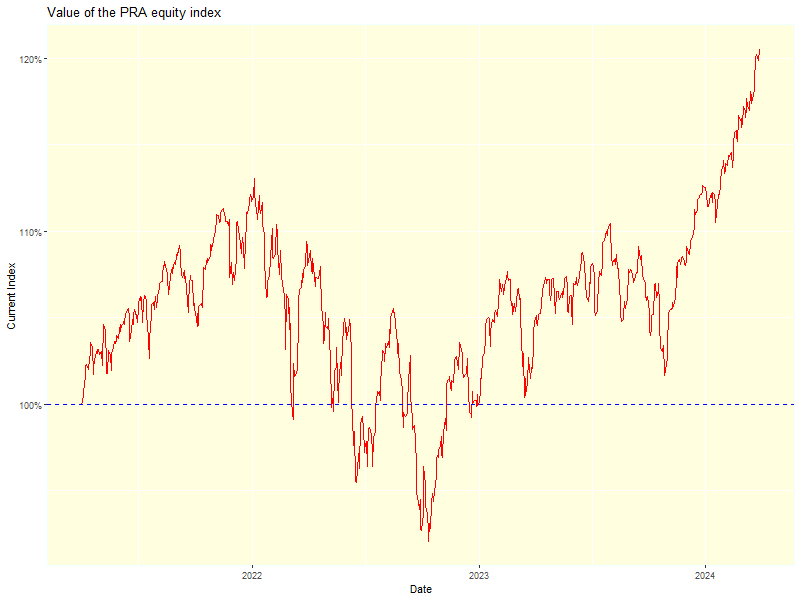 Value of the PRA equity index
120%
110%
100%
Current Index
2022
2023
2024
Date